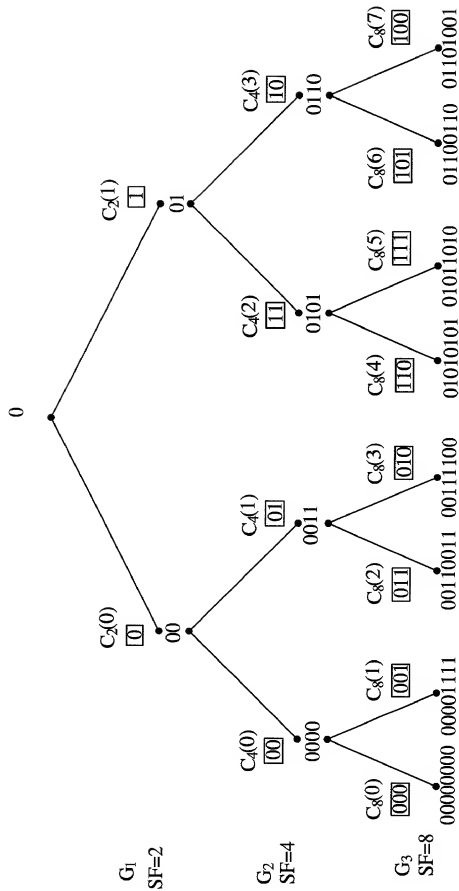 0
G1
SF=2
C2(0)
0
00
C2(1)
1
01
G2
SF=4
C4(0)
00
0000
C4(1)
01
0011
C4(2)
11
0101
C4(3)
10
0110
G3
SF=8
C8(0)
000
00000000
C8(1)
001
00001111
C8(2)
011
00110011
C8(3)
010
00111100
C8(4)
110
01010101
C8(5)
111
01011010
C8(6)
101
01100110
C8(7)
100
01101001